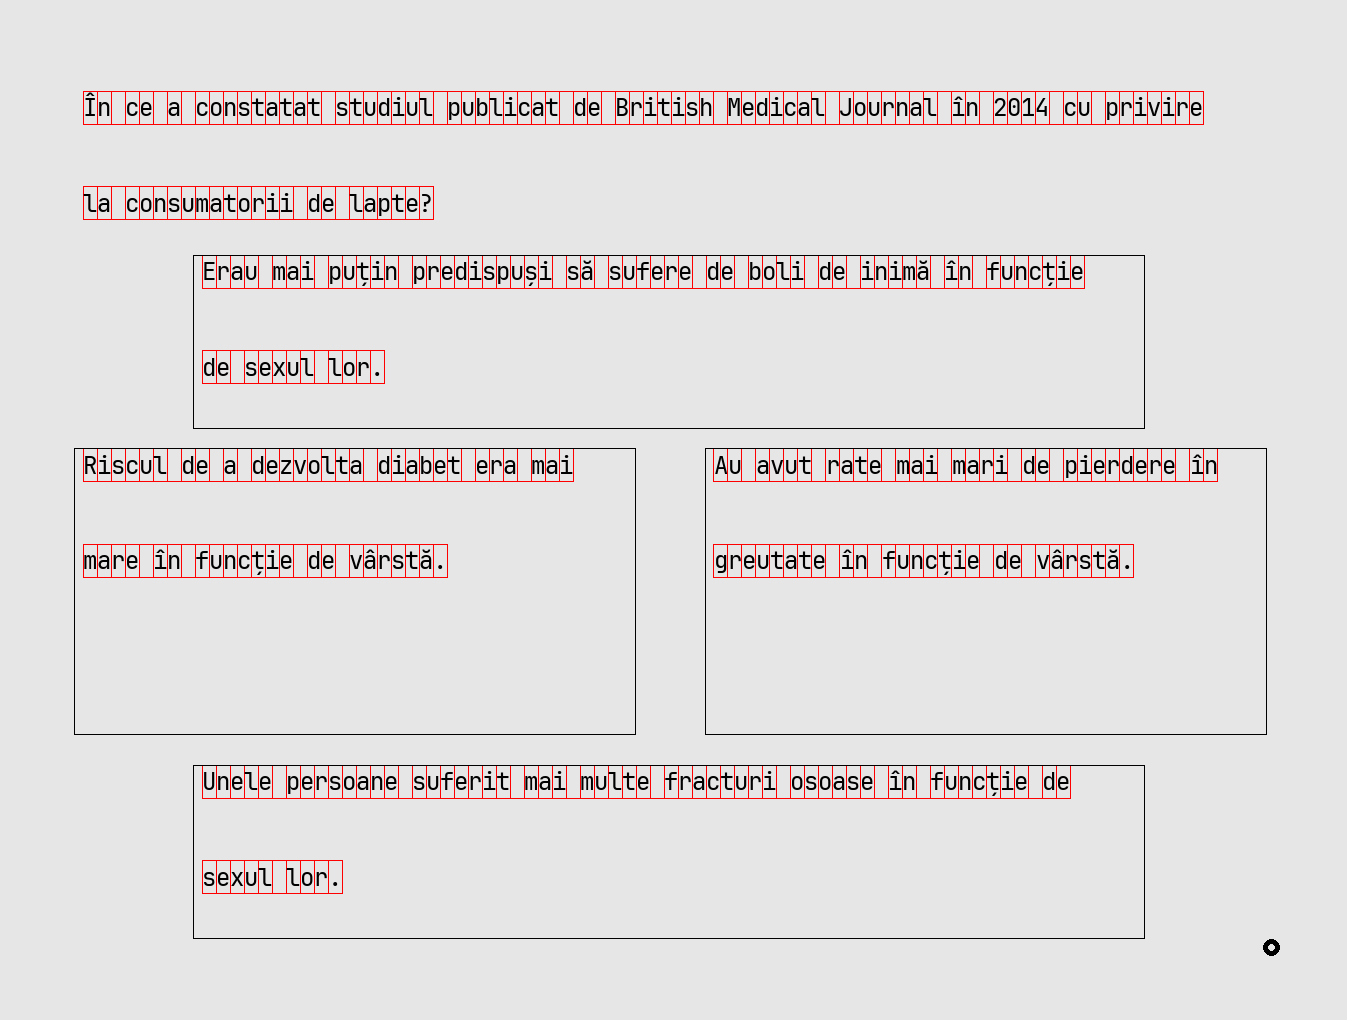 În ce a constatat studiul publicat de British Medical Journal în 2014 cu privire
la consumatorii de lapte?
Erau mai puțin predispuși să sufere de boli de inimă în funcție
de sexul lor.
Riscul de a dezvolta diabet era mai
mare în funcție de vârstă.
Au avut rate mai mari de pierdere în
greutate în funcție de vârstă.
Unele persoane suferit mai multe fracturi osoase în funcție de
sexul lor.